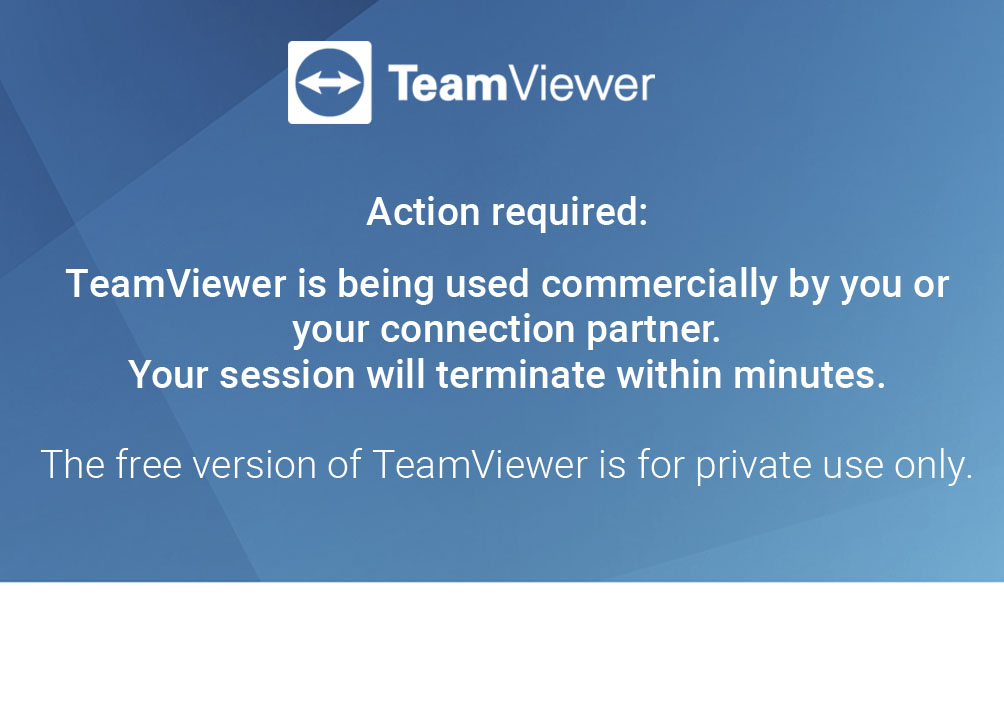 TeamViewer
Action required:
TeamViewer is being used commercially by you or
your connection partner.
Your session will terminate within minutes.
The free version of TeamViewer is for private use only.